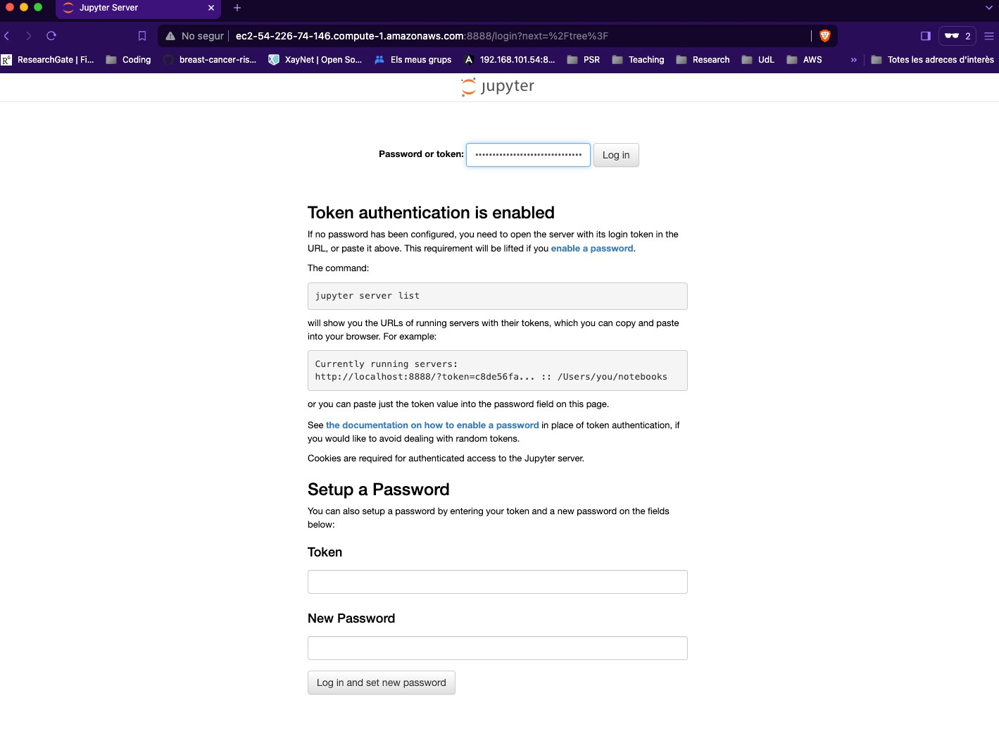 Jupyter Server
No segur
ec2-54-226-74-146.compute-1.amazonaws.com:8888/login?next=%2Ftree%3F
2
R⁶ ResearchGate | Fi...
Coding
breast-cancer-ris...
XayNet | Open So...
Els meus grups
A 192.168.101.54:8...
PSR
Teaching
Research
UdL
AWS
»
Totes les adreces d'interès
jupyter
Password or token:
Log in
Token authentication is enabled
If no password has been configured, you need to open the server with its login token in the
URL, or paste it above. This requirement will be lifted if you enable a password.
The command:
jupyter server list
will show you the URLs of running servers with their tokens, which you can copy and paste
into your browser. For example:
Currently running servers:
http://localhost:8888/?token=c8de56fa... :: /Users/you/notebooks
or you can paste just the token value into the password field on this page.
See the documentation on how to enable a password in place of token authentication, if
you would like to avoid dealing with random tokens.
Cookies are required for authenticated access to the Jupyter server.
Setup a Password
You can also setup a password by entering your token and a new password on the fields
below:
Token
New Password
Log in and set new password